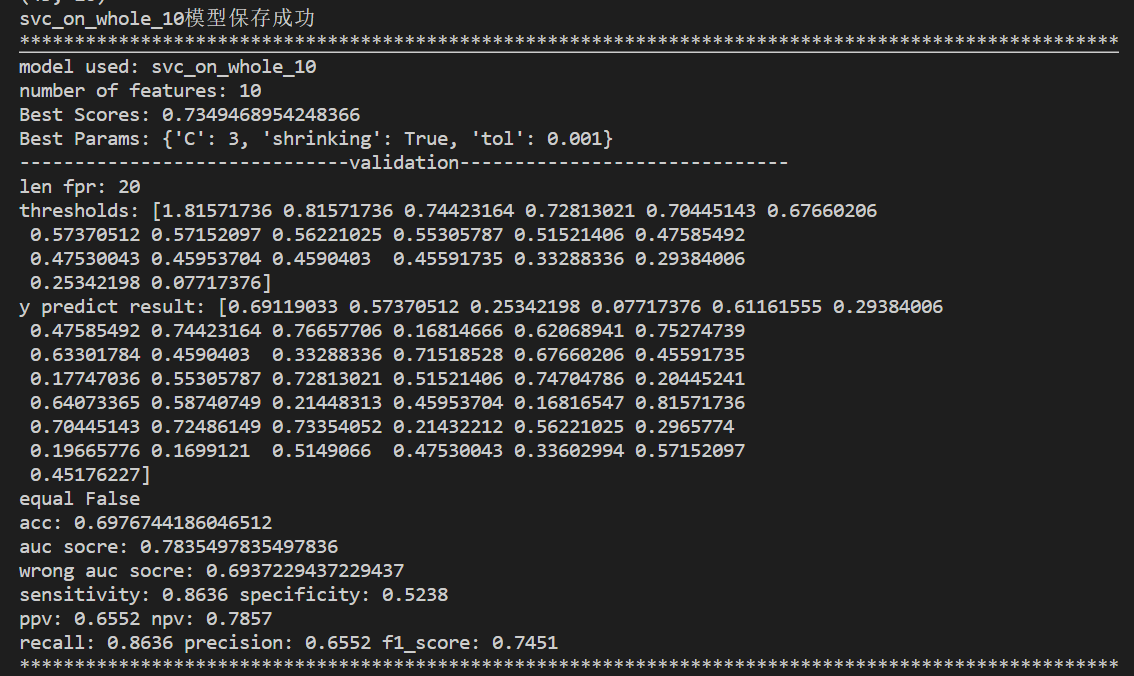 svc_on_whole_10模型保存成功
****************************************************************************************************
model used: svc_on_whole_10
number of features: 10
Best Scores: 0.7349468954248366
Best Params: {'C': 3, 'shrinking': True, 'tol': 0.001}
------------------------------validation------------------------------
len fpr: 20
thresholds: [1.81571736 0.81571736 0.74423164 0.72813021 0.70445143 0.67660206
 0.57370512 0.57152097 0.56221025 0.55305787 0.51521406 0.47585492
 0.47530043 0.45953704 0.4590403  0.45591735 0.33288336 0.29384006
 0.25342198 0.07717376]
y predict result: [0.69119033 0.57370512 0.25342198 0.07717376 0.61161555 0.29384006
 0.47585492 0.74423164 0.76657706 0.16814666 0.62068941 0.75274739
 0.63301784 0.4590403  0.33288336 0.71518528 0.67660206 0.45591735
 0.17747036 0.55305787 0.72813021 0.51521406 0.74704786 0.20445241
 0.64073365 0.58740749 0.21448313 0.45953704 0.16816547 0.81571736
 0.70445143 0.72486149 0.73354052 0.21432212 0.56221025 0.2965774
 0.19665776 0.1699121  0.5149066  0.47530043 0.33602994 0.57152097
 0.45176227]
equal False
acc: 0.6976744186046512
auc socre: 0.7835497835497836
wrong auc socre: 0.6937229437229437
sensitivity: 0.8636 specificity: 0.5238
ppv: 0.6552 npv: 0.7857
recall: 0.8636 precision: 0.6552 f1_score: 0.7451
****************************************************************************************************